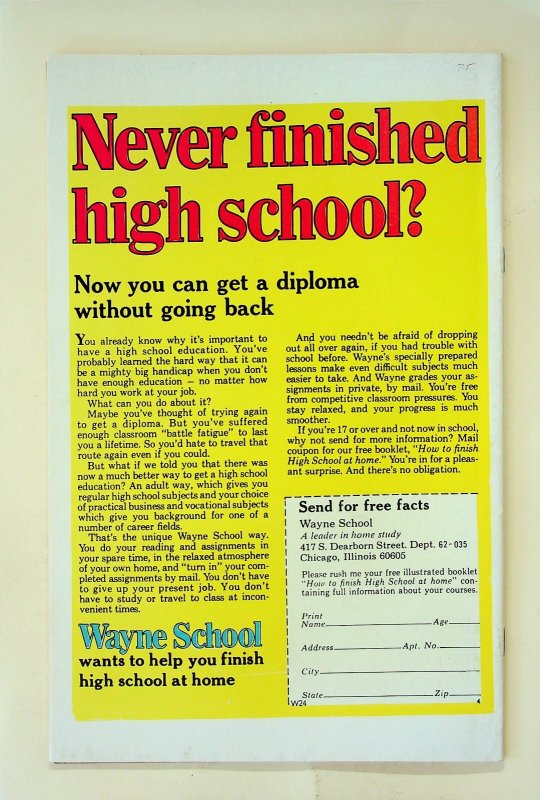 75
Never finished
high school?
Now you can get a diploma
without going back
You already know why it's important to
have a high school education. You've
probably learned the hard way that it can
be a mighty big handicap when you don't
have enough education – no matter how
hard you work at your job.
What can you do about it?
Maybe you've thought of trying again
to get a diploma. But you've suffered
enough classroom "battle fatigue" to last
you a lifetime. So you'd hate to travel that
route again even if you could.
But what if we told you that there was
now a much better way to get a high school
education? An adult way, which gives you
regular high school subjects and your choice
of practical business and vocational subjects
which give you background for one of a
number of career fields.
That's the unique Wayne School way.
You do your reading and assignments in
your spare time, in the relaxed atmosphere
of your own home, and "turn in" your com-
pleted assignments by mail. You don't have
to give up your present job. You don't
have to study or travel to class at incon-
venient times.
Wayne School
wants to help you finish
high school at home
And you needn't be afraid of dropping
out all over again, if you had trouble with
school before. Wayne's specially prepared
lessons make even difficult subjects much
easier to take. And Wayne grades your as-
signments in private, by mail. You're free
from competitive classroom pressures. You
stay relaxed, and your progress is much
smoother.
If you're 17 or over and not now in school,
why not send for more information? Mail
coupon for our free booklet, "How to finish
High School at home." You're in for a pleas-
ant surprise. And there's no obligation.
Send for free facts
Wayne School
A leader in home study
417 S. Dearborn Street. Dept. 62-035
Chicago, Illinois 60605
Please rush me your free illustrated booklet
"How to finish High School at home" con-
taining full information about your courses.
Print
Name Age
Address Apt. No.
City
State Zip
W24 4